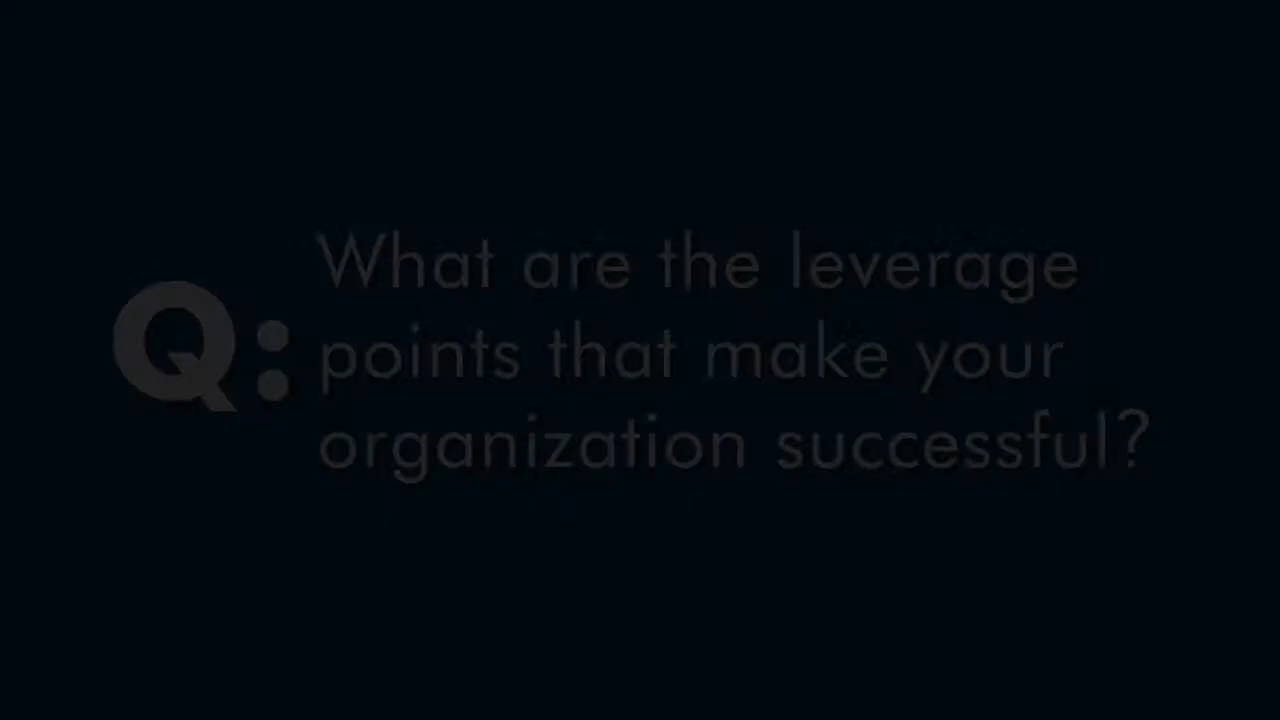 Q:
What are the leverage
points that make your
organization successful?